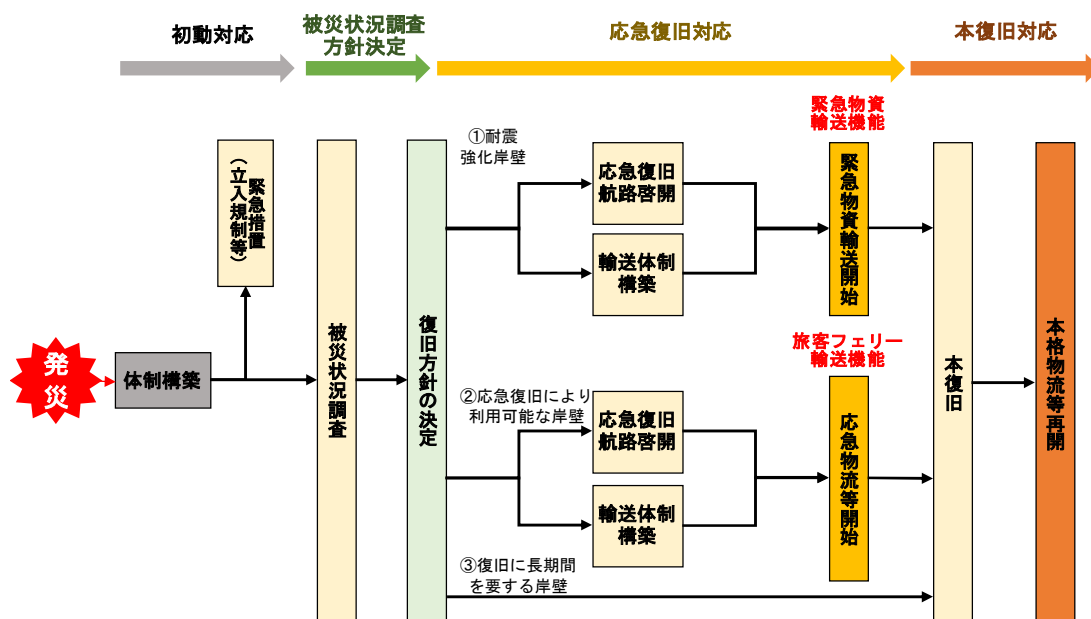 初動対応
被災状況調査
方針決定
応急復旧対応
本復旧対応
緊急措置
(立入規制等)
発災
体制構築
被災状況調査
復旧方針の決定
①耐震
強化岸壁
応急復旧
航路啓開
輸送体制
構築
緊急物資
輸送機能
緊急物資輸送開始
②応急復旧により
利用可能な岸壁
応急復旧
航路啓開
輸送体制
構築
旅客フェリー
輸送機能
応急物流等開始
③復旧に長期間
を要する岸壁
本復旧
本格物流等再開